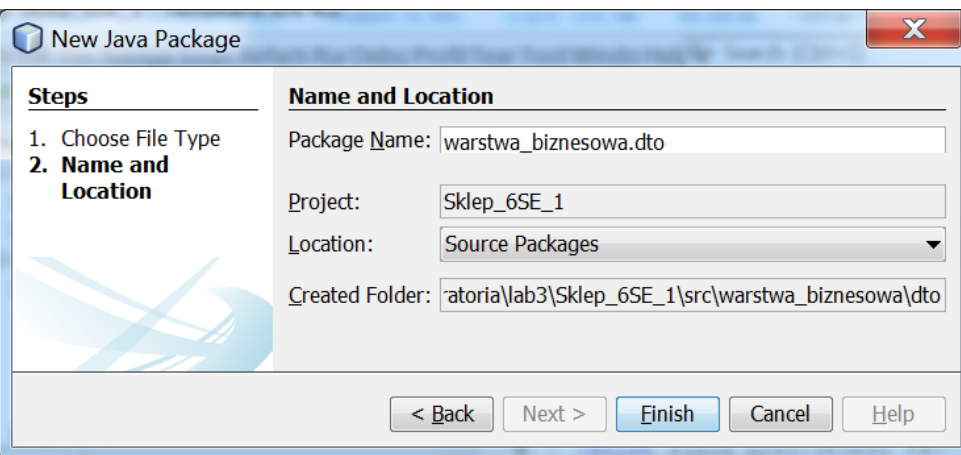 New Java Package
X
Steps
1. Choose File Type
2. Name and
Location
Name and Location
Package Name: warstwa_biznesowa.dto
Project: Sklep_6SE_1
Location: Source Packages
Created Folder: ratoria\lab3\Sklep_6SE_1\src\warstwa_biznesowa\dto
< Back Next > Finish Cancel Help